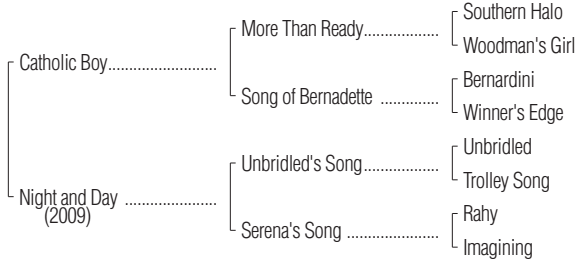 Southern Halo
More Than Ready..................
Woodman's Girl
Catholic Boy..........................
Bernardini
Song of Bernadette ..............
Winner's Edge
Unbridled
Unbridled's Song...................
Trolley Song
Night and Day ......................
(2009)
Rahy
Serena's Song ......................
Imagining